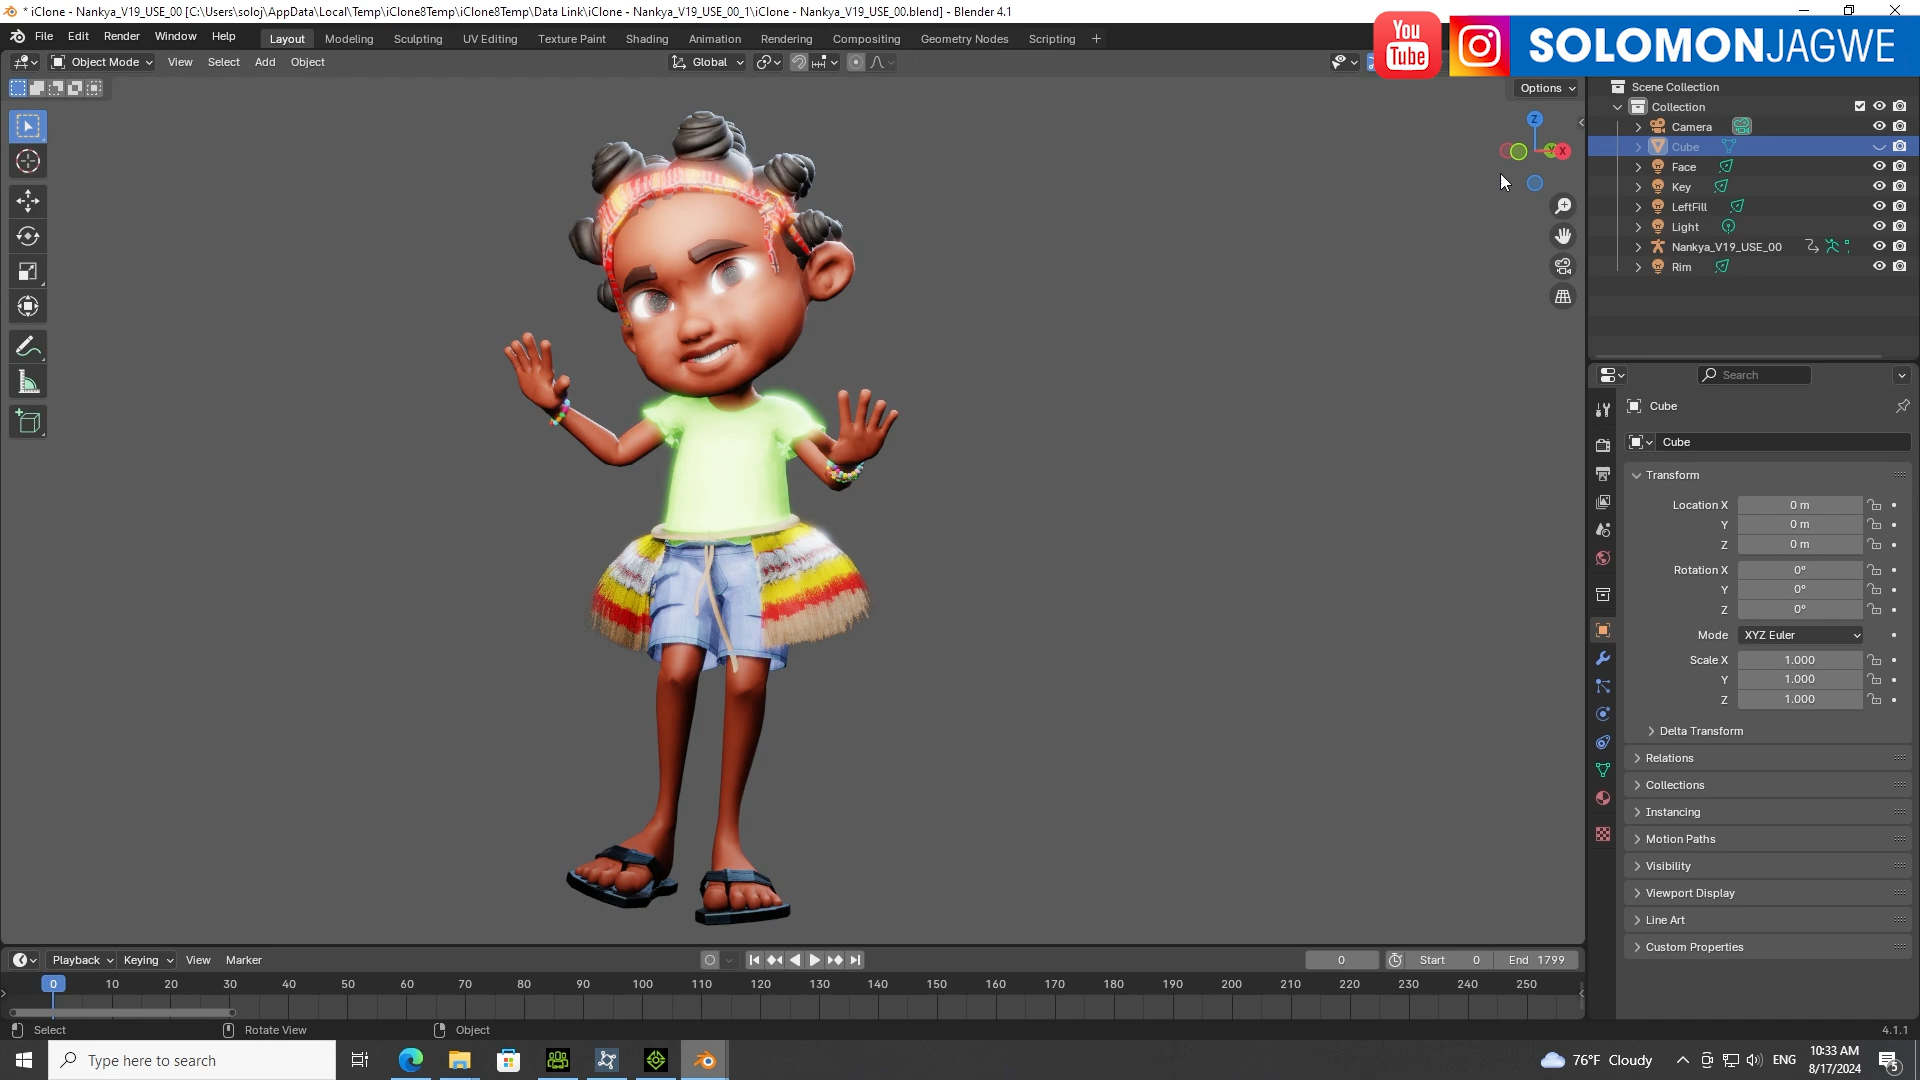 * iClone - Nankya_V19_USE_00 [C:\Users\soloj\AppData\Local\Temp\iClone8Temp\iClone8Temp\Data Link\iClone - Nankya_V19_USE_00_1\iClone - Nankya_V19_USE_00.blend] - Blender 4.1
File Edit Render Window Help Layout Modeling Sculpting UV Editing Texture Paint Shading Animation Rendering Compositing Geometry Nodes Scripting +
You
Tube
SOLOMONJAGWE
Object Mode View Select Add Object Global
Options
Scene Collection
Collection
Camera
Cube
Face
Key
LeftFill
Light
Nankya_V19_USE_00
Rim
Z
Y X
Search
Cube
Cube
Transform
Location X 0 m
Y 0 m
Z 0 m
Rotation X 0°
Y 0°
Z 0°
Mode XYZ Euler
Scale X 1.000
Y 1.000
Z 1.000
Delta Transform
Relations
Collections
Instancing
Motion Paths
Visibility
Viewport Display
Line Art
Custom Properties
Playback Keying View Marker 0 Start 0 End 1799
0 10 20 30 40 50 60 70 80 90 100 110 120 130 140 150 160 170 180 190 200 210 220 230 240 250
Select Rotate View Object 4.1.1
Type here to search 76°F Cloudy ENG 10:33 AM
8/17/2024 5